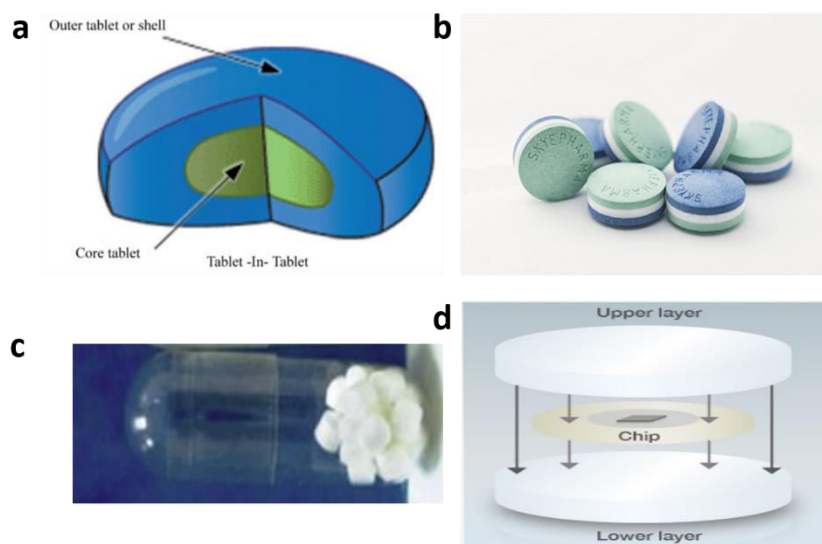 a
Outer tablet or shell
Core tablet
Tablet -In- Tablet
b
SKYEPHARMA
SKYEPHARMA
c
d
Upper layer
Chip
Lower layer